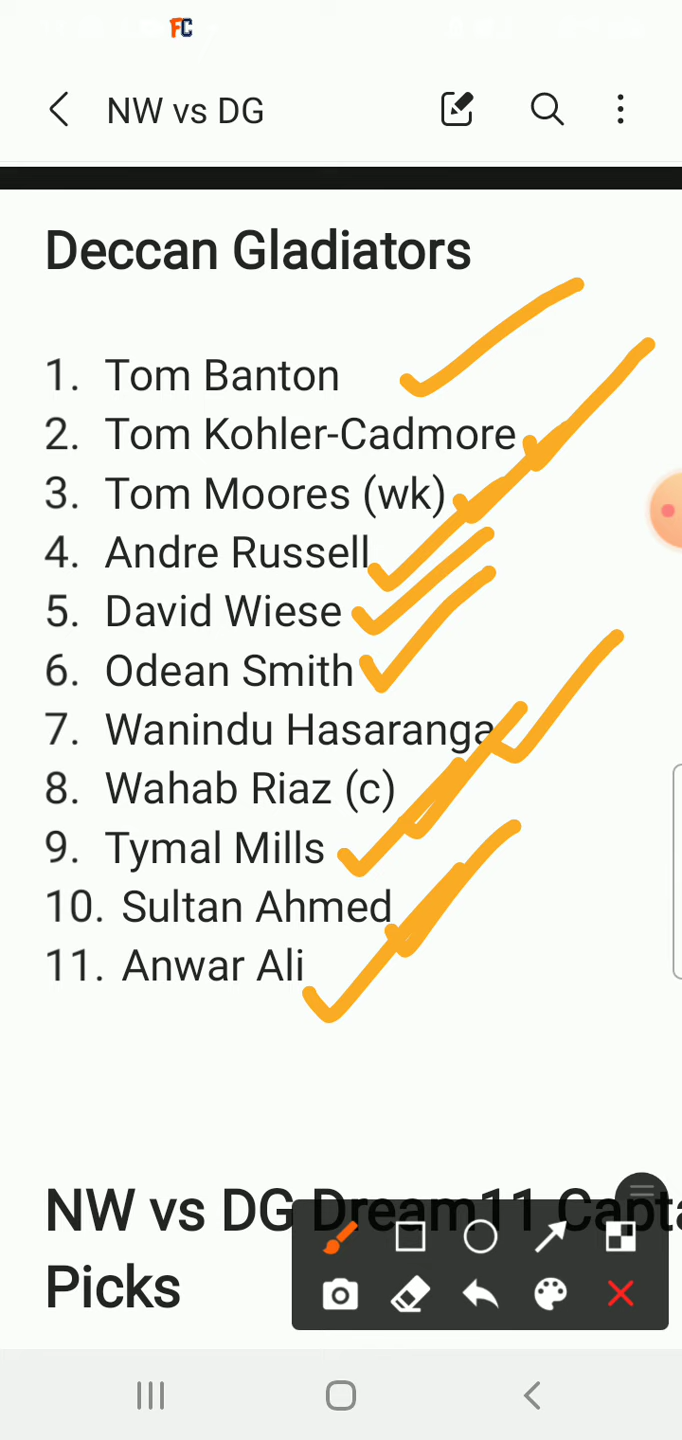 FC
NW vs DG
Deccan Gladiators
1. Tom Banton
2. Tom Kohler-Cadmore
3. Tom Moores (wk)
4. Andre Russell
5. David Wiese
6. Odean Smith
7. Wanindu Hasaranga
8. Wahab Riaz (c)
9. Tymal Mills
10. Sultan Ahmed
11. Anwar Ali
NW vs DG Dream11 Capta
Picks